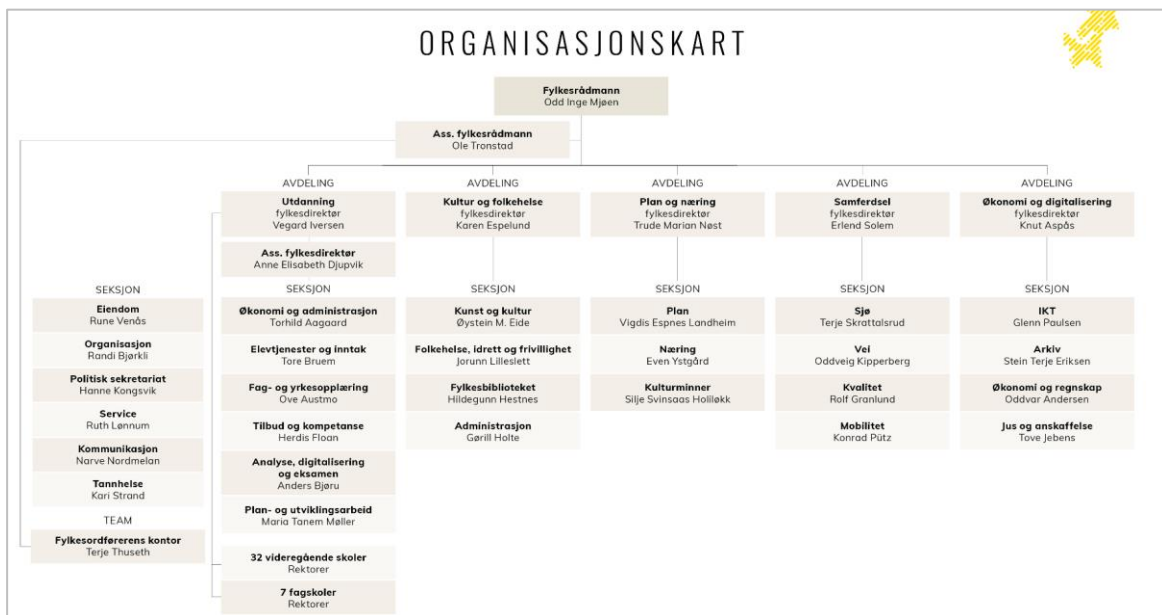 ORGANISASJONSKART
Fylkesrådmann
Odd Inge Mjøen
Ass. fylkesrådmann
Ole Tronstad
SEKSJON
Eiendom
Rune Venås
Organisasjon
Randi Bjørkli
Politisk sekretariat
Hanne Kongsvik
Service
Ruth Lønnum
Kommunikasjon
Narve Nordmelan
Tannhelse
Kari Strand
TEAM
Fylkesordførerens kontor
Terje Thuseth
AVDELING
Utdanning
fylkesdirektør
Vegard Iversen
Ass. fylkesdirektør
Anne Elisabeth Djupvik
SEKSJON
Økonomi og administrasjon
Torhild Aagaard
Elevtjenester og inntak
Tore Bruem
Fag- og yrkesopplæring
Ove Austmo
Tilbud og kompetanse
Herdis Floan
Analyse, digitalisering
og eksamen
Anders Bjøru
Plan- og utviklingsarbeid
Maria Tanem Møller
32 videregående skoler
Rektorer
7 fagskoler
Rektorer
AVDELING
Kultur og folkehelse
fylkesdirektør
Karen Espelund
SEKSJON
Kunst og kultur
Øystein M. Eide
Folkehelse, idrett og frivillighet
Jorunn Lilleslett
Fylkesbiblioteket
Hildegunn Hestnes
Administrasjon
Gørill Holte
AVDELING
Plan og næring
fylkesdirektør
Trude Marian Nøst
SEKSJON
Plan
Vigdis Espnes Landheim
Næring
Even Ystgård
Kulturminner
Silje Svinsaas Holiløkk
AVDELING
Samferdsel
fylkesdirektør
Erlend Solem
SEKSJON
Sjø
Terje Skrattalsrud
Vei
Oddveig Kipperberg
Kvalitet
Rolf Granlund
Mobilitet
Konrad Pütz
AVDELING
Økonomi og digitalisering
fylkesdirektør
Knut Aspås
SEKSJON
IKT
Glenn Paulsen
Arkiv
Stein Terje Eriksen
Økonomi og regnskap
Oddvar Andersen
Jus og anskaffelse
Tove Jebens